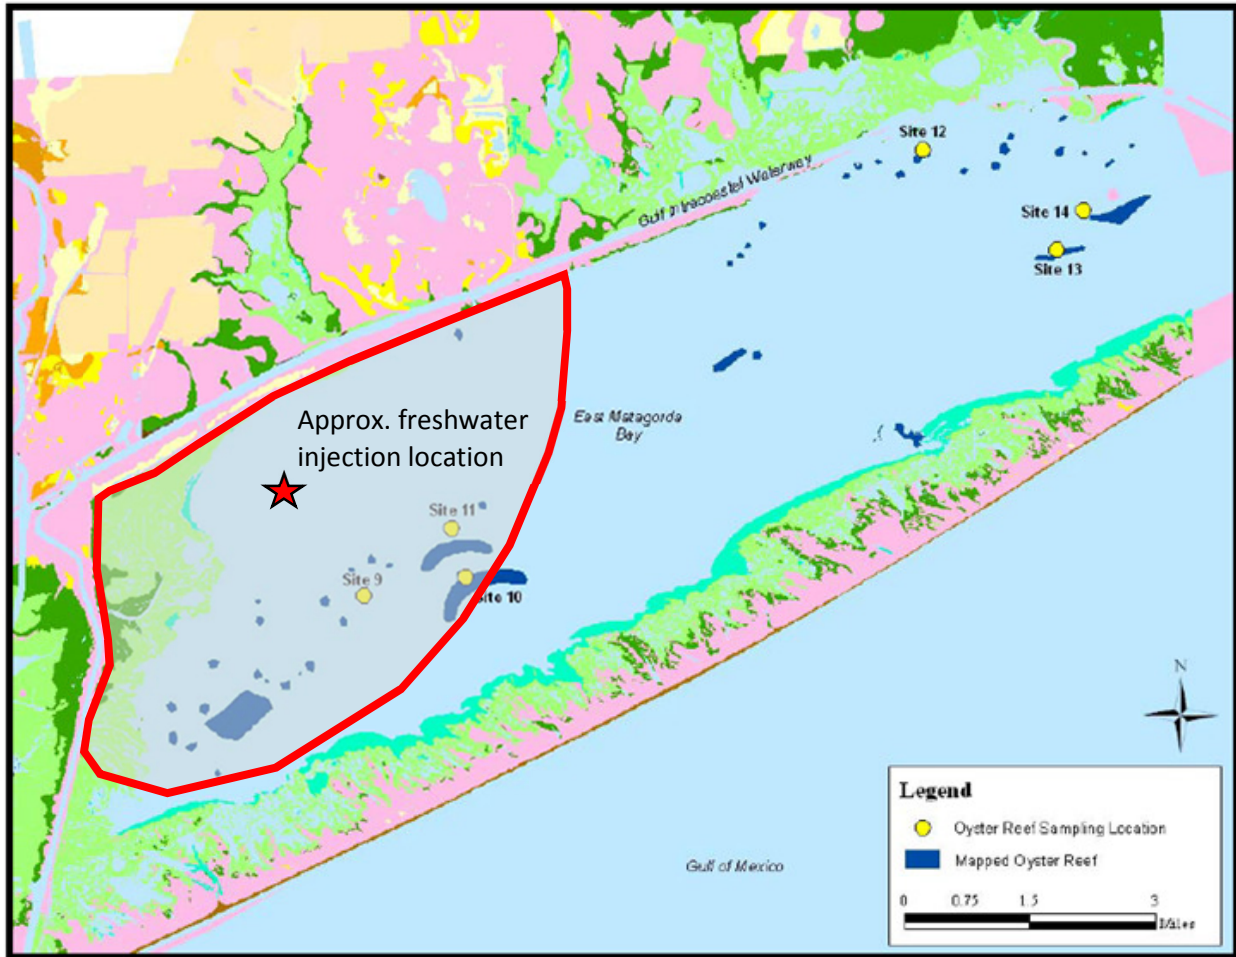 Site 12
Gulf Intracoastal Waterway
Site 14
Site 13
Approx. freshwater
injection location
East Matagorda
Bay
Site 11
Site 9
Site 10
N
Legend
Oyster Reef Sampling Location
Mapped Oyster Reef
Gulf of Mexico
0 0.75 1.5 3
Miles